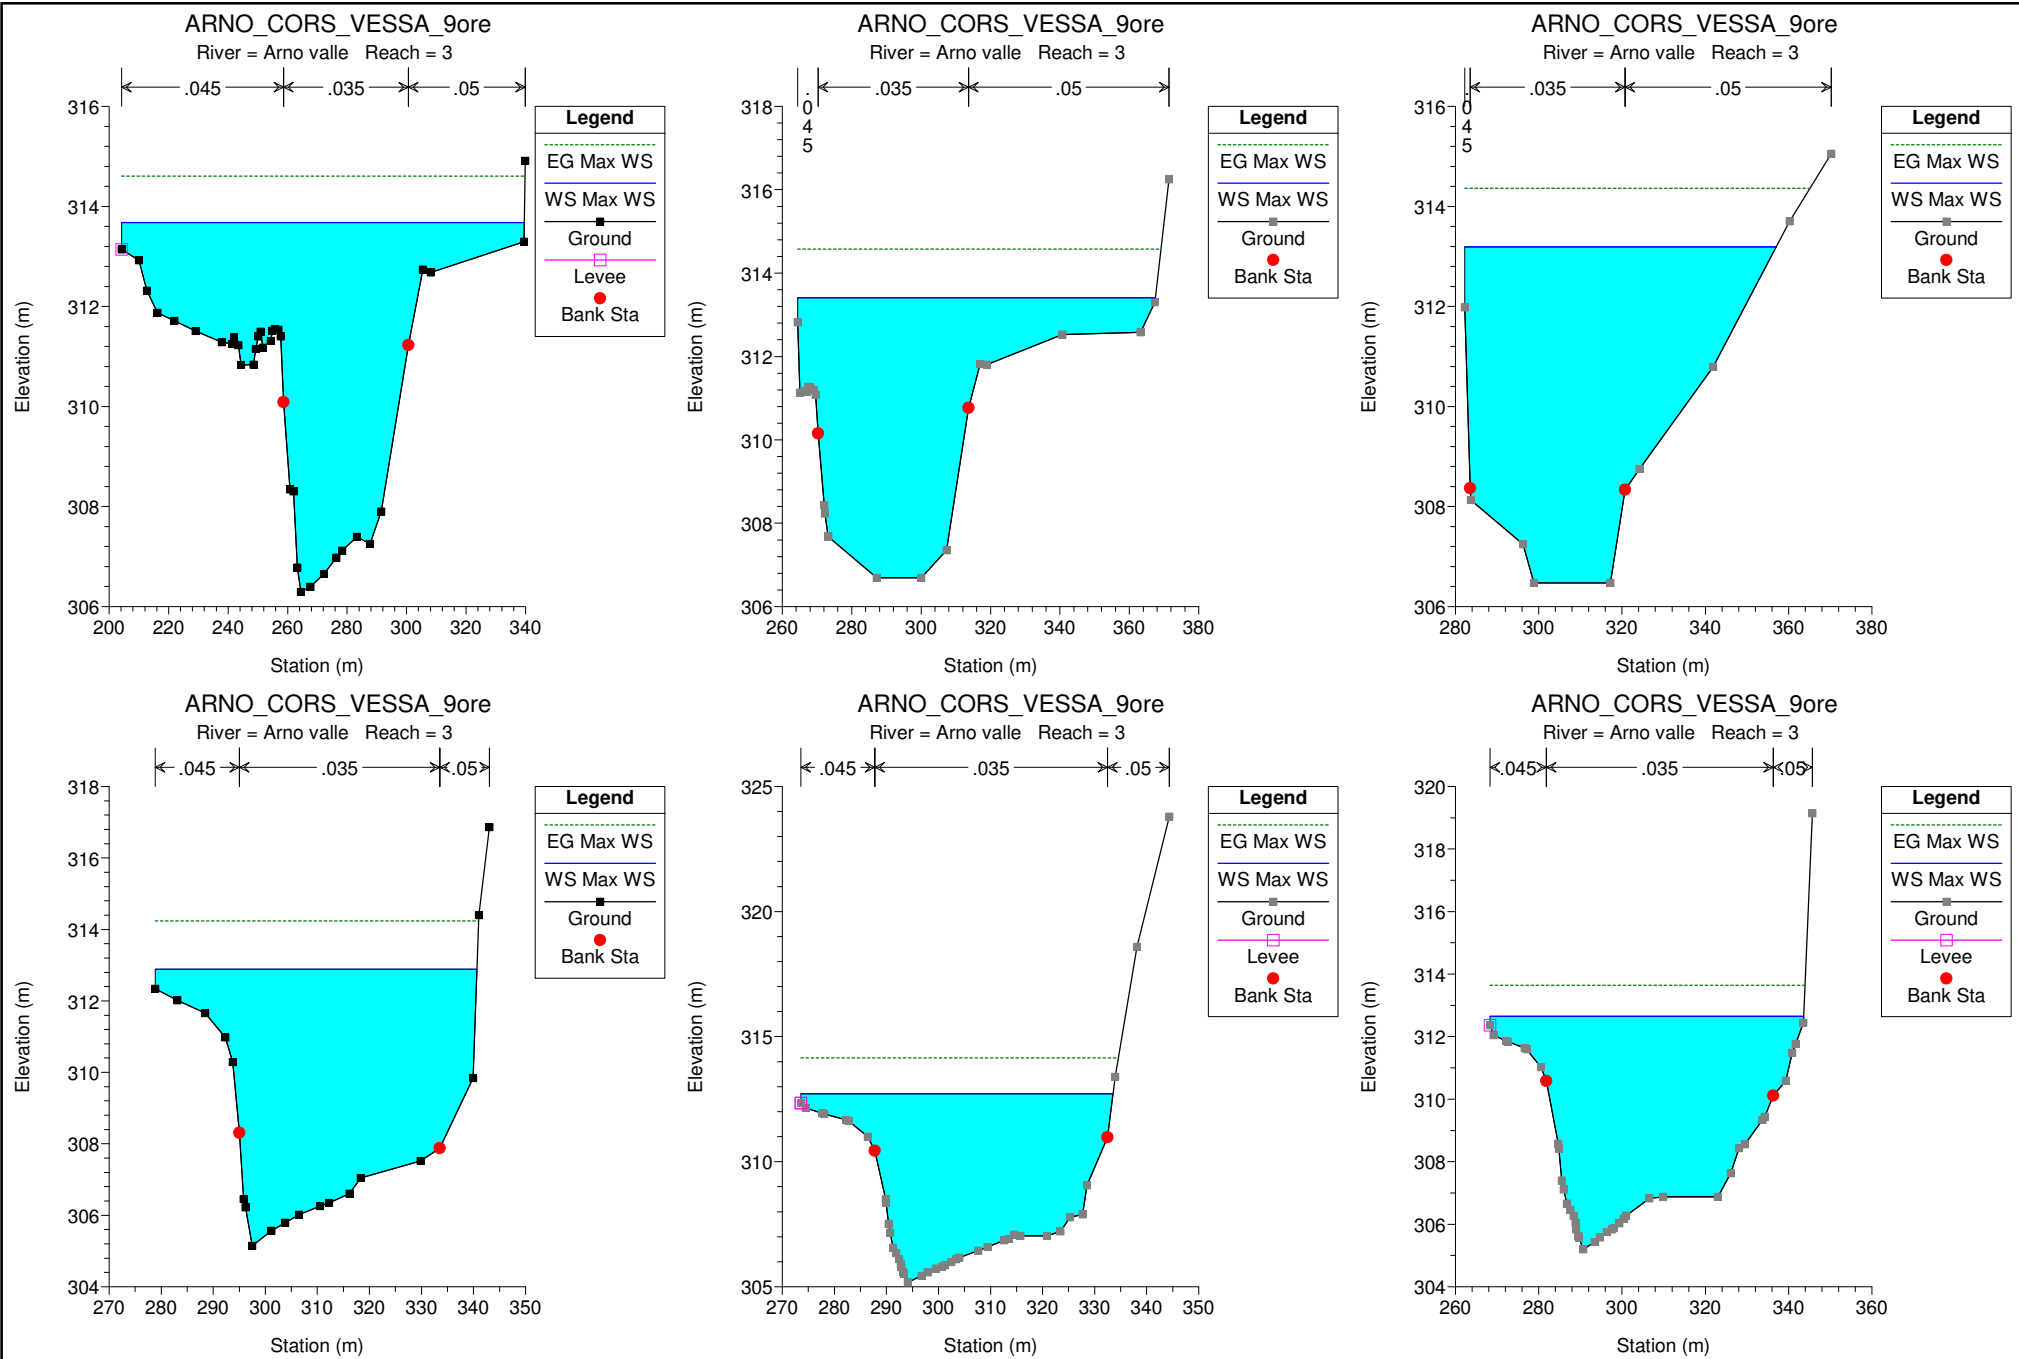 ARNO_CORS_VESSA_9ore
River = Arno valle Reach = 3
.045 .035 .05
Legend
EG Max WS
WS Max WS
Ground
Levee
Bank Sta
Elevation (m)
316
314
312
310
308
306
200 220 240 260 280 300 320 340
Station (m)
ARNO_CORS_VESSA_9ore
River = Arno valle Reach = 3
.045 .035 .05
Legend
EG Max WS
WS Max WS
Ground
Bank Sta
Elevation (m)
318
316
314
312
310
308
306
260 280 300 320 340 360 380
Station (m)
ARNO_CORS_VESSA_9ore
River = Arno valle Reach = 3
.045 .035 .05
Legend
EG Max WS
WS Max WS
Ground
Bank Sta
Elevation (m)
316
314
312
310
308
306
280 300 320 340 360 380
Station (m)
ARNO_CORS_VESSA_9ore
River = Arno valle Reach = 3
.045 .035 .05
Legend
EG Max WS
WS Max WS
Ground
Bank Sta
Elevation (m)
318
316
314
312
310
308
306
304
270 280 290 300 310 320 330 340 350
Station (m)
ARNO_CORS_VESSA_9ore
River = Arno valle Reach = 3
.045 .035 .05
Legend
EG Max WS
WS Max WS
Ground
Levee
Bank Sta
Elevation (m)
325
320
315
310
305
270 280 290 300 310 320 330 340 350
Station (m)
ARNO_CORS_VESSA_9ore
River = Arno valle Reach = 3
.045 .035 .05
Legend
EG Max WS
WS Max WS
Ground
Levee
Bank Sta
Elevation (m)
320
318
316
314
312
310
308
306
304
260 280 300 320 340 360
Station (m)